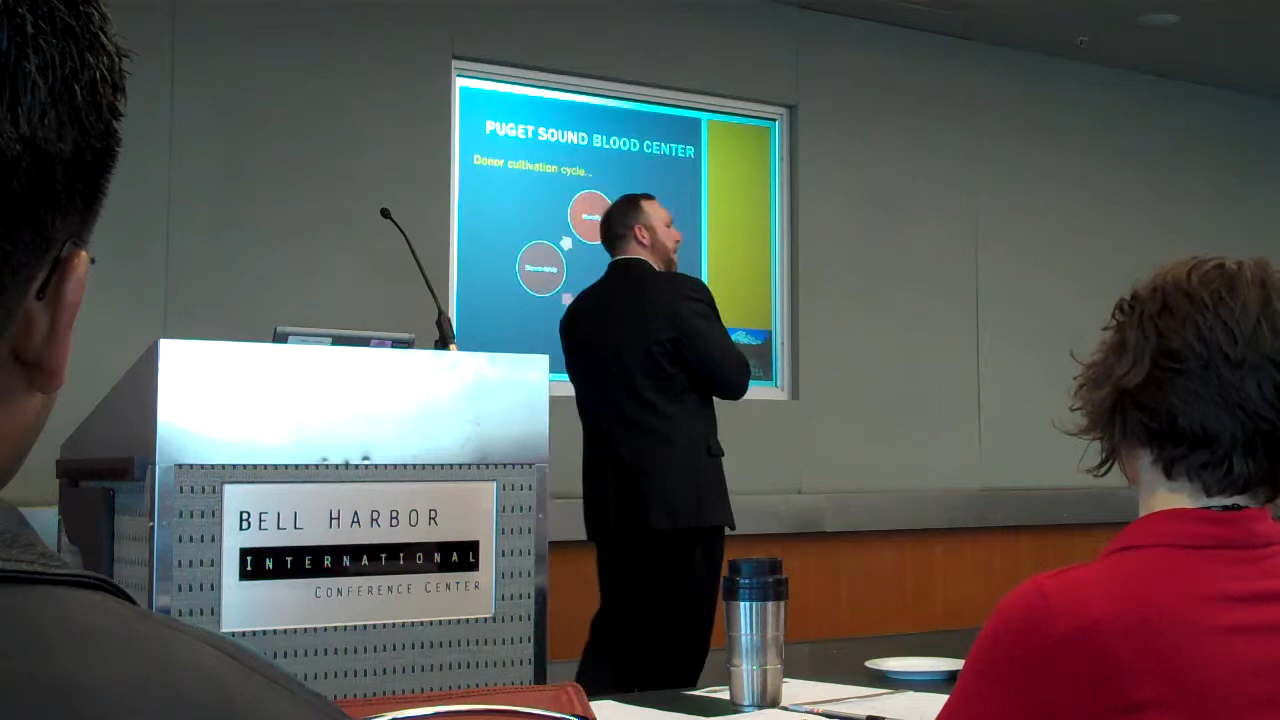 PUGET SOUND BLOOD CENTER
Donor cultivation cycle...
BELL HARBOR
INTERNATIONAL
CONFERENCE CENTER